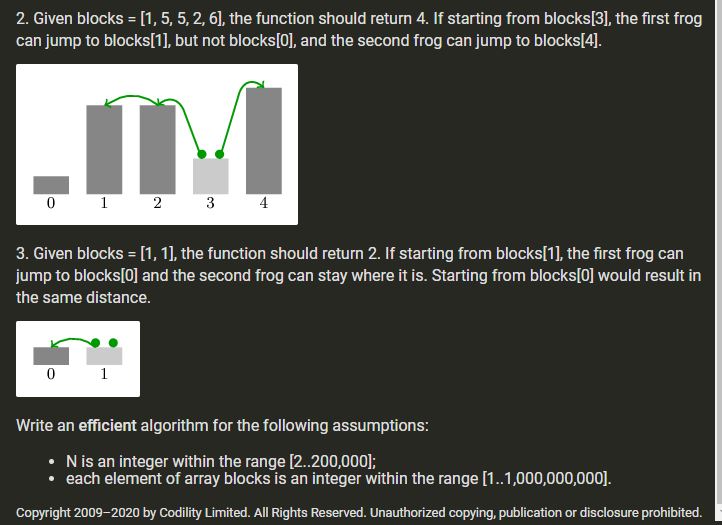 2. Given blocks = [1, 5, 5, 2, 6], the function should return 4. If starting from blocks[3], the first frog
can jump to blocks[1], but not blocks[0], and the second frog can jump to blocks[4].
0 1 2 3 4
3. Given blocks = [1, 1], the function should return 2. If starting from blocks[1], the first frog can
jump to blocks[0] and the second frog can stay where it is. Starting from blocks[0] would result in
the same distance.
0 1
Write an efficient algorithm for the following assumptions:
• N is an integer within the range [2..200,000];
• each element of array blocks is an integer within the range [1..1,000,000,000].
Copyright 2009–2020 by Codility Limited. All Rights Reserved. Unauthorized copying, publication or disclosure prohibited.